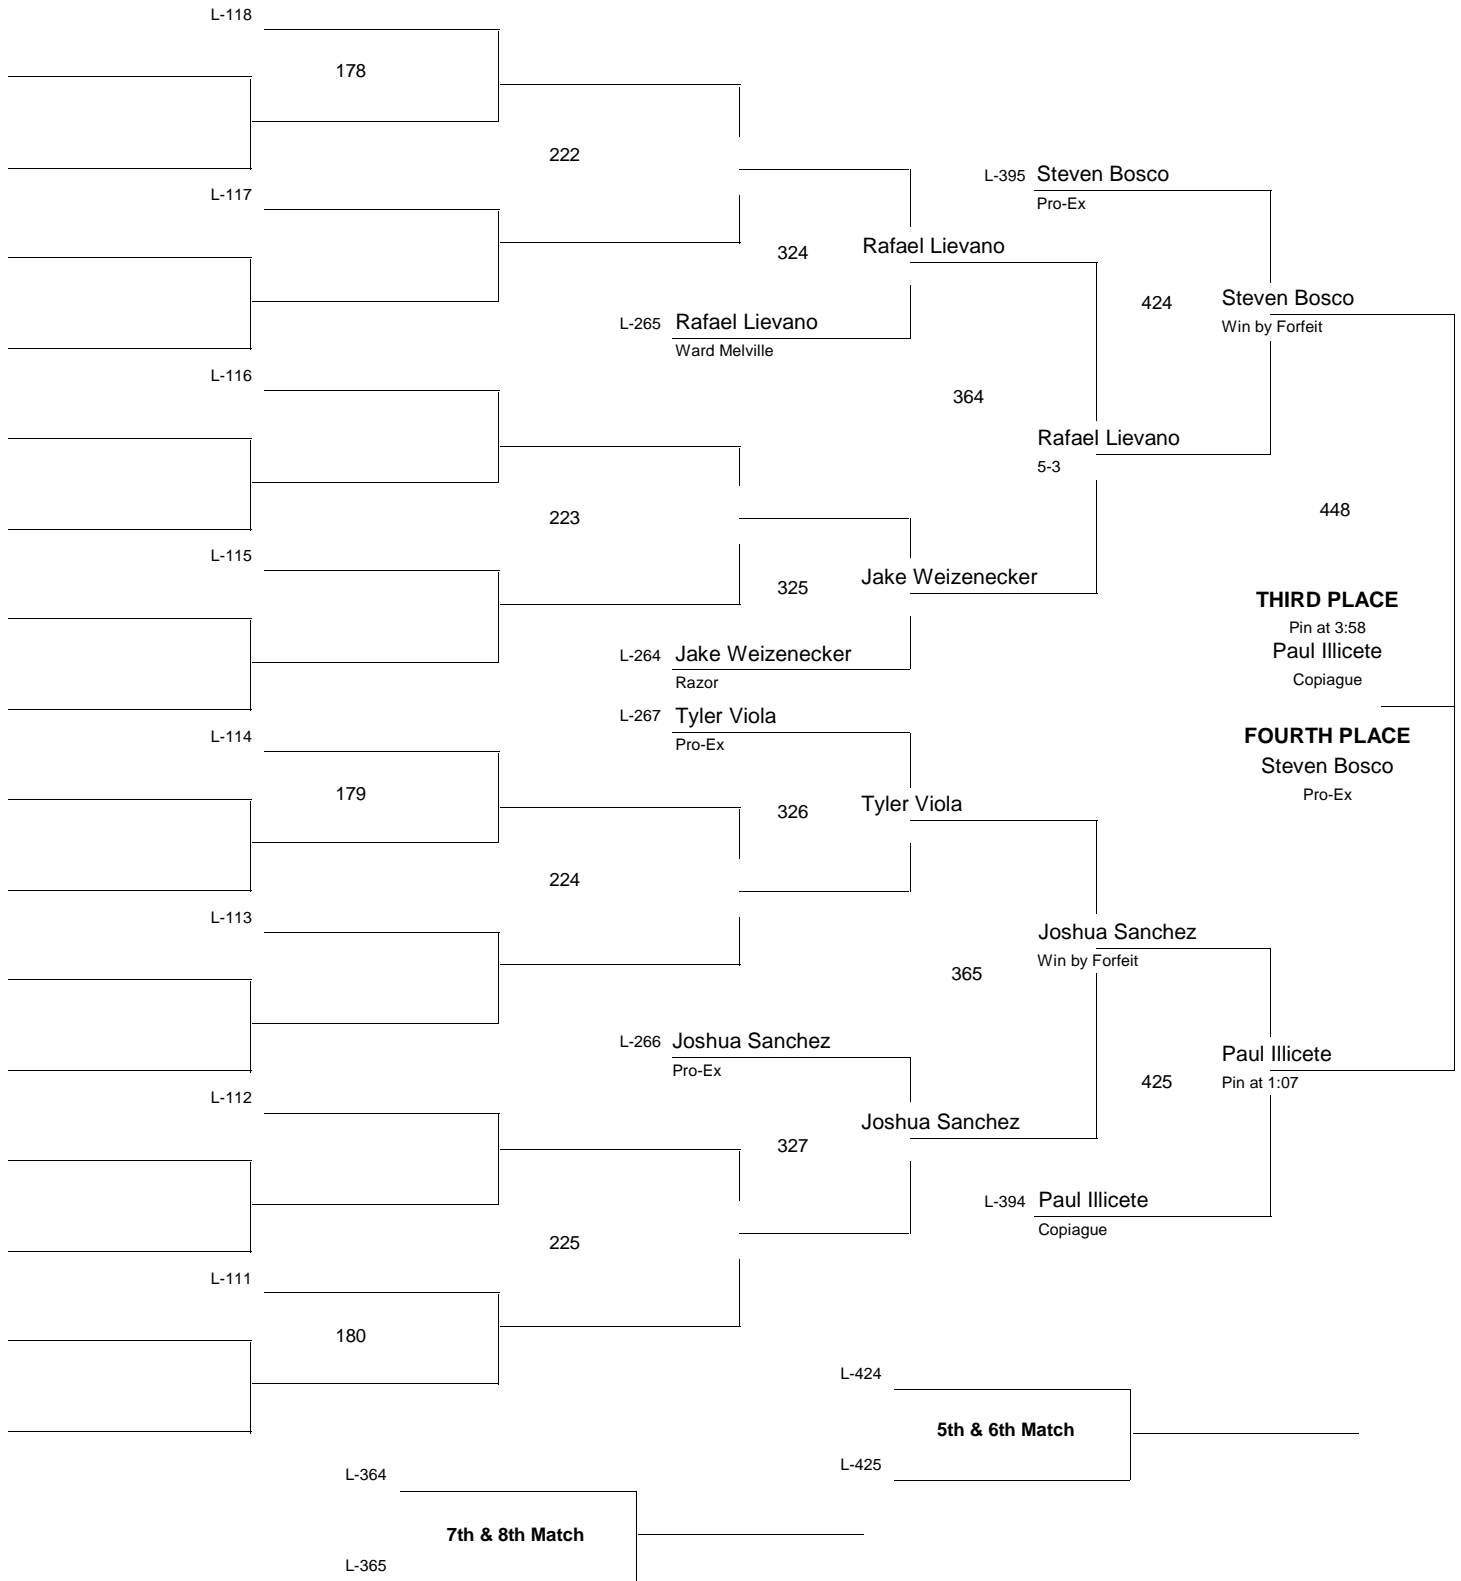 L-118
178
222
L-117
L-395 Steven Bosco
Pro-Ex
324
Rafael Lievano
424
Steven Bosco
Win by Forfeit
L-265 Rafael Lievano
Ward Melville
L-116
364
Rafael Lievano
5-3
223
448
L-115
325
Jake Weizenecker
THIRD PLACE
Pin at 3:58
Paul Illicete
Copiague
L-264 Jake Weizenecker
Razor
L-267 Tyler Viola
Pro-Ex
L-114
FOURTH PLACE
Steven Bosco
Pro-Ex
179
326
Tyler Viola
224
L-113
Joshua Sanchez
Win by Forfeit
365
L-266 Joshua Sanchez
Pro-Ex
Paul Illicete
Pin at 1:07
425
L-112
Joshua Sanchez
327
L-394 Paul Illicete
Copiague
225
L-111
180
L-424
5th & 6th Match
L-425
L-364
7th & 8th Match
L-365